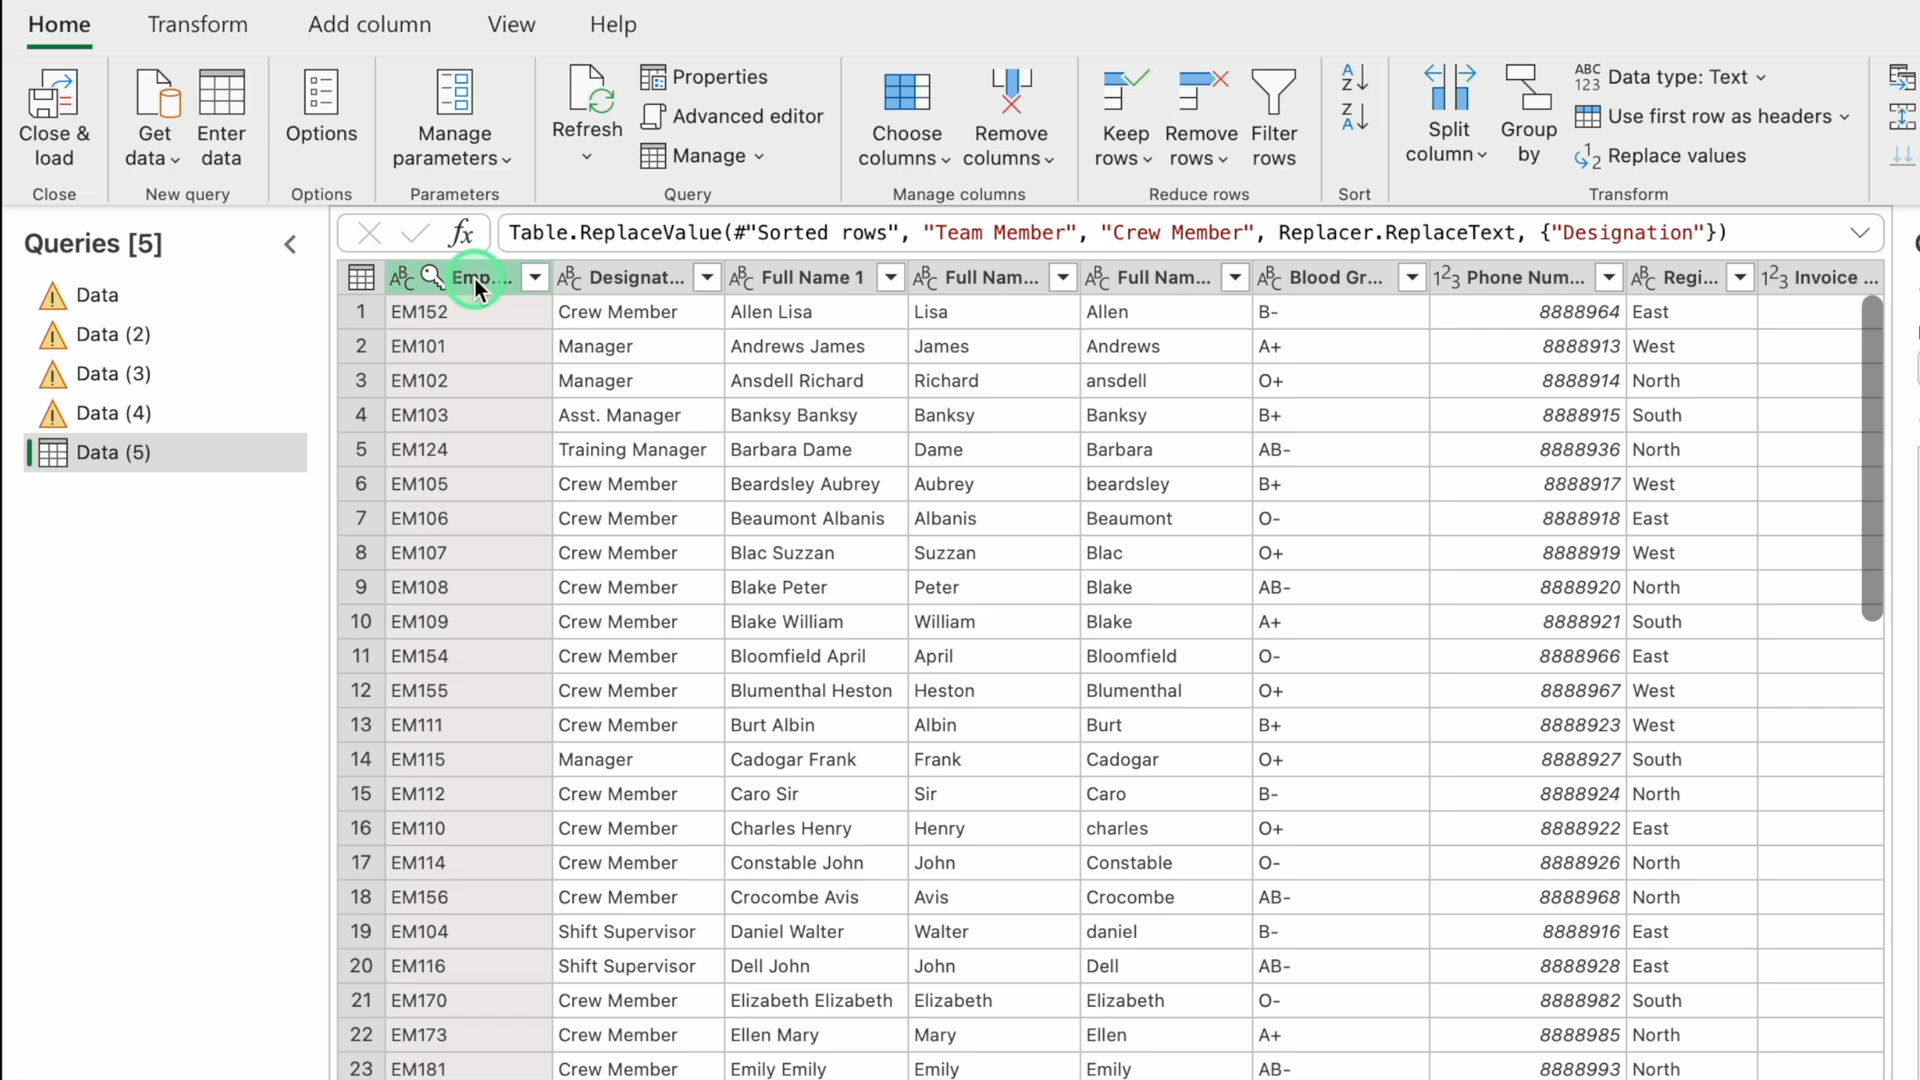 Home Transform Add column View Help
Close & load
Get data
Enter data
Options
Manage parameters
Refresh
Properties
Advanced editor
Manage
Choose columns
Remove columns
Keep rows
Remove rows
Filter rows
Split column
Group by
Data type: Text
Use first row as headers
Replace values
Close New query Options Parameters Query Manage columns Reduce rows Sort Transform
Queries [5]
Data
Data (2)
Data (3)
Data (4)
Data (5)
fx Table.ReplaceValue(#"Sorted rows", "Team Member", "Crew Member", Replacer.ReplaceText, {"Designation"})
Emp... Designat... Full Name 1 Full Nam... Full Nam... Blood Gr... Phone Num... Regi... Invoice ...
1 EM152 Crew Member Allen Lisa Lisa Allen B- 8888964 East
2 EM101 Manager Andrews James James Andrews A+ 8888913 West
3 EM102 Manager Ansdell Richard Richard ansdell O+ 8888914 North
4 EM103 Asst. Manager Banksy Banksy Banksy Banksy B+ 8888915 South
5 EM124 Training Manager Barbara Dame Dame Barbara AB- 8888936 North
6 EM105 Crew Member Beardsley Aubrey Aubrey beardsley B+ 8888917 West
7 EM106 Crew Member Beaumont Albanis Albanis Beaumont O- 8888918 East
8 EM107 Crew Member Blac Suzzan Suzzan Blac O+ 8888919 West
9 EM108 Crew Member Blake Peter Peter Blake AB- 8888920 North
10 EM109 Crew Member Blake William William Blake A+ 8888921 South
11 EM154 Crew Member Bloomfield April April Bloomfield O- 8888966 East
12 EM155 Crew Member Blumenthal Heston Heston Blumenthal O+ 8888967 West
13 EM111 Crew Member Burt Albin Albin Burt B+ 8888923 West
14 EM115 Manager Cadogar Frank Frank Cadogar O+ 8888927 South
15 EM112 Crew Member Caro Sir Sir Caro B- 8888924 North
16 EM110 Crew Member Charles Henry Henry charles O+ 8888922 East
17 EM114 Crew Member Constable John John Constable O- 8888926 North
18 EM156 Crew Member Crocombe Avis Avis Crocombe AB- 8888968 North
19 EM104 Shift Supervisor Daniel Walter Walter daniel B- 8888916 East
20 EM116 Shift Supervisor Dell John John Dell AB- 8888928 East
21 EM170 Crew Member Elizabeth Elizabeth Elizabeth Elizabeth O- 8888982 South
22 EM173 Crew Member Ellen Mary Mary Ellen A+ 8888985 North
23 EM181 Crew Member Emily Emily Emily Emily AB- 8888993 North